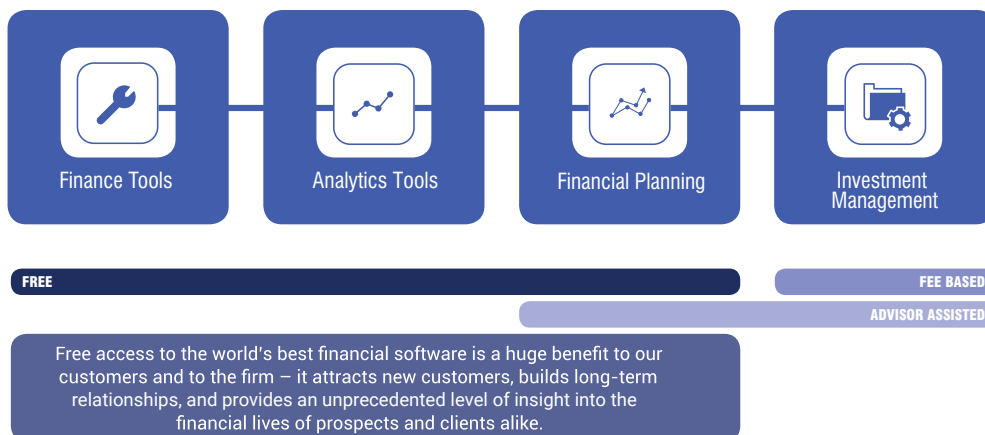 Finance Tools
Analytics Tools
Financial Planning
Investment
Management
FREE
FEE BASED
ADVISOR ASSISTED
Free access to the world's best financial software is a huge benefit to our
customers and to the firm – it attracts new customers, builds long-term
relationships, and provides an unprecedented level of insight into the
financial lives of prospects and clients alike.